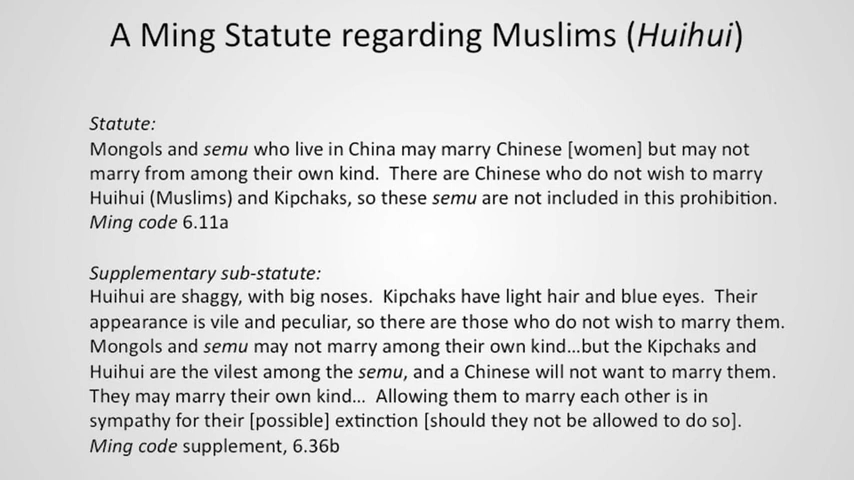 A Ming Statute regarding Muslims (Huihui)
Statute:
Mongols and semu who live in China may marry Chinese [women] but may not
marry from among their own kind.  There are Chinese who do not wish to marry
Huihui (Muslims) and Kipchaks, so these semu are not included in this prohibition.
Ming code 6.11a
Supplementary sub-statute:
Huihui are shaggy, with big noses.  Kipchaks have light hair and blue eyes.  Their
appearance is vile and peculiar, so there are those who do not wish to marry them.
Mongols and semu may not marry among their own kind...but the Kipchaks and
Huihui are the vilest among the semu, and a Chinese will not want to marry them.
They may marry their own kind...  Allowing them to marry each other is in
sympathy for their [possible] extinction [should they not be allowed to do so].
Ming code supplement, 6.36b